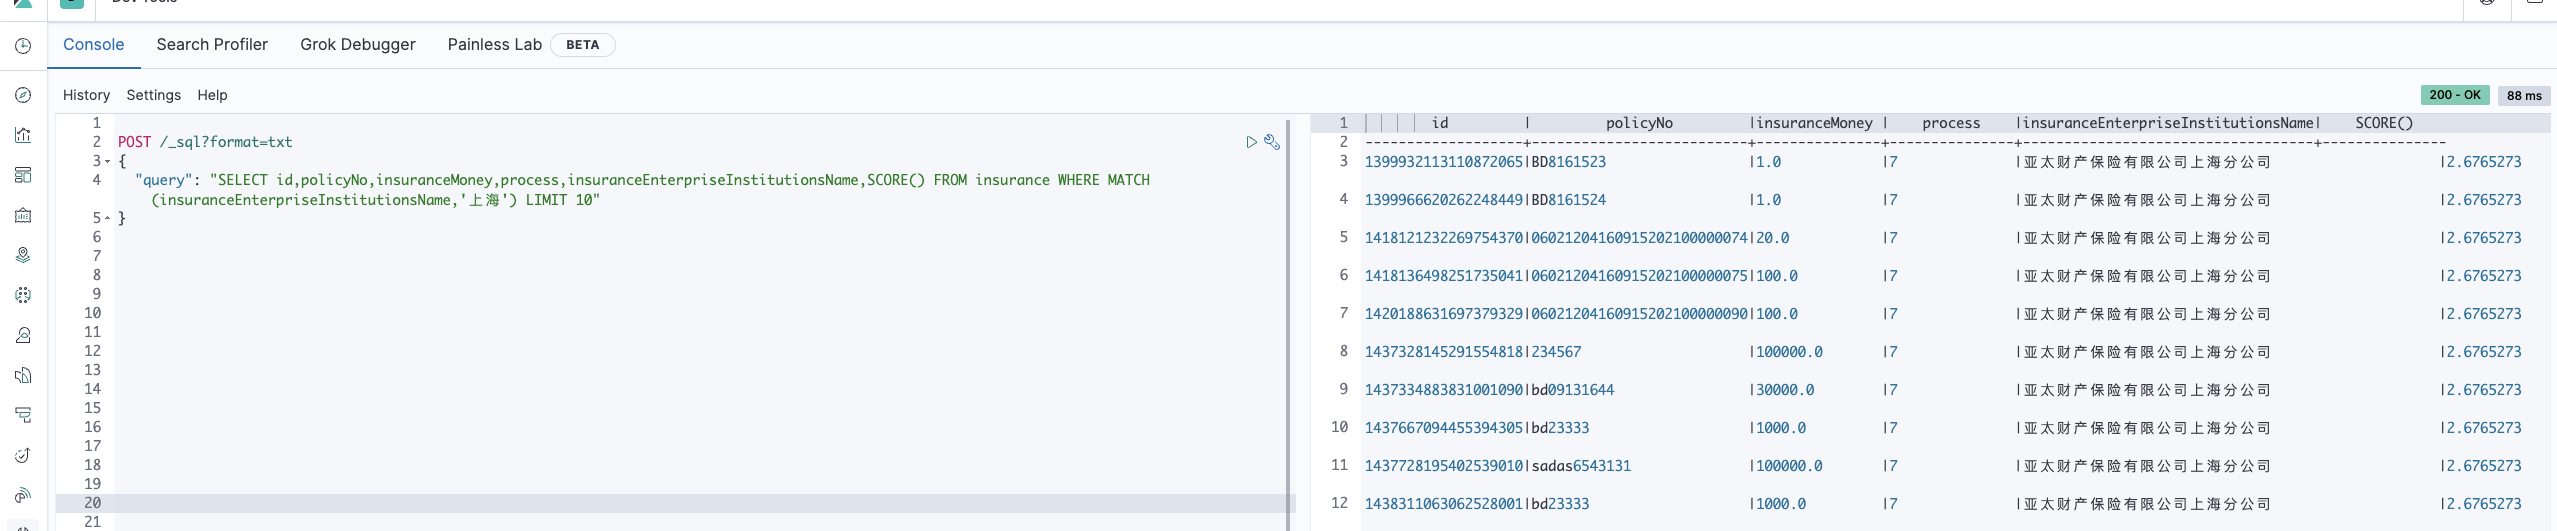 Dev Tools
Console Search Profiler Grok Debugger Painless Lab BETA
History Settings Help
200 - OK 88 ms
1
2 POST /_sql?format=txt
3 {
4 "query": "SELECT id,policyNo,insuranceMoney,process,insuranceEnterpriseInstitutionsName,SCORE() FROM insurance WHERE MATCH
(insuranceEnterpriseInstitutionsName,'上海') LIMIT 10"
5 }
6
7
8
9
10
11
12
13
14
15
16
17
18
19
20
21
1 id | policyNo |insuranceMoney | process |insuranceEnterpriseInstitutionsName| SCORE()
2 -------------------+--------------------------+---------------+---------------+-----------------------------------+---------------
3 1399932113110872065|BD8161523 |1.0 |7 |亚太财产保险有限公司上海分公司 |2.6765273
4 1399966620262248449|BD8161524 |1.0 |7 |亚太财产保险有限公司上海分公司 |2.6765273
5 1418121232269754370|06021204160915202100000074|20.0 |7 |亚太财产保险有限公司上海分公司 |2.6765273
6 1418136498251735041|06021204160915202100000075|100.0 |7 |亚太财产保险有限公司上海分公司 |2.6765273
7 1420188631697379329|06021204160915202100000090|100.0 |7 |亚太财产保险有限公司上海分公司 |2.6765273
8 1437328145291554818|234567 |100000.0 |7 |亚太财产保险有限公司上海分公司 |2.6765273
9 1437334883831001090|bd09131644 |30000.0 |7 |亚太财产保险有限公司上海分公司 |2.6765273
10 1437667094455394305|bd23333 |1000.0 |7 |亚太财产保险有限公司上海分公司 |2.6765273
11 1437728195402539010|sadas6543131 |100000.0 |7 |亚太财产保险有限公司上海分公司 |2.6765273
12 1438311063062528001|bd23333 |1000.0 |7 |亚太财产保险有限公司上海分公司 |2.6765273